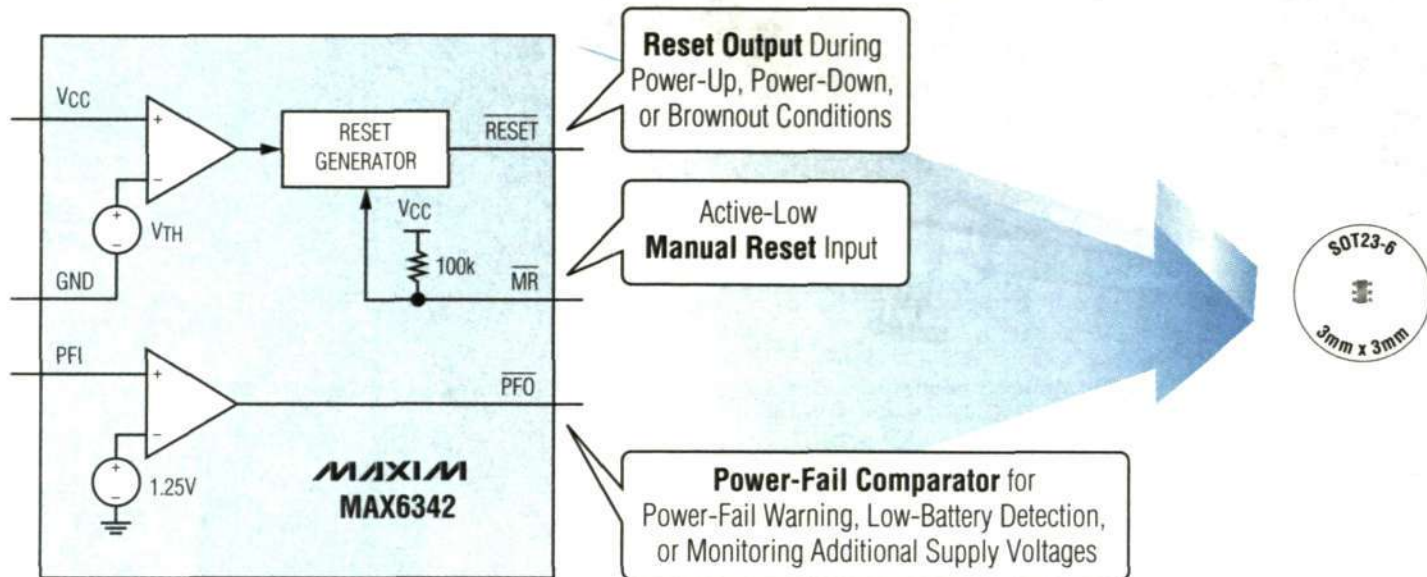 VCC
+
−
RESET
GENERATOR
RESET
VTH
+
−
VCC
100k
MR
GND
PFI
+
−
PFO
+
−
1.25V
MAXIM
MAX6342
Reset Output During
Power-Up, Power-Down,
or Brownout Conditions
Active-Low
Manual Reset Input
Power-Fail Comparator for
Power-Fail Warning, Low-Battery Detection,
or Monitoring Additional Supply Voltages
SOT23-6
3mm x 3mm